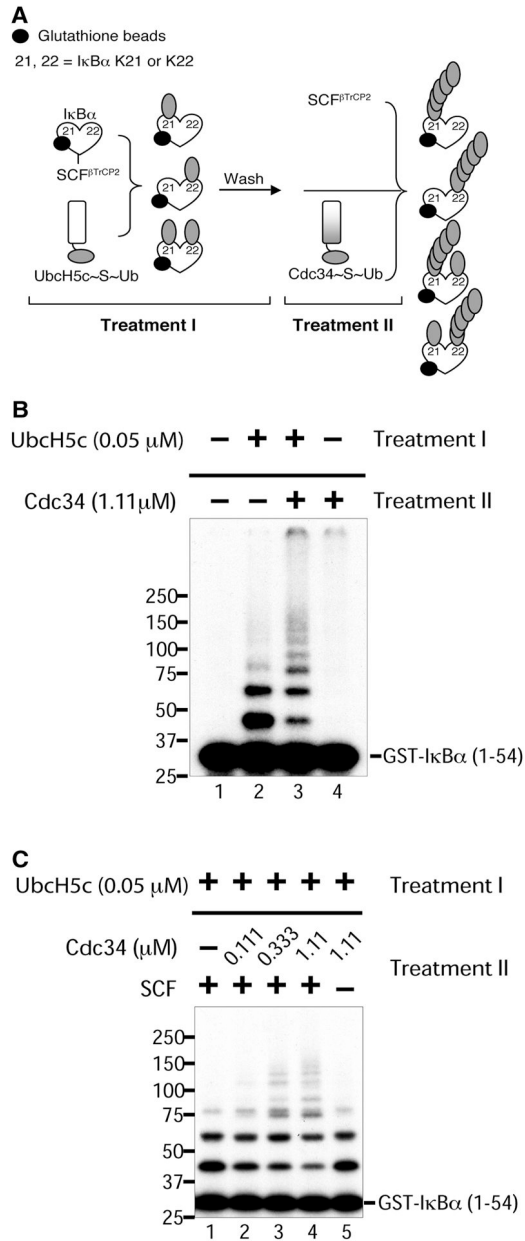 A
Glutathione beads
21, 22 = IκBα K21 or K22
IκBα
21 22
SCFβTrCP2
UbcH5c~S~Ub
21 22
21 22
21 22
Wash
SCFβTrCP2
Cdc34~S~Ub
21 22
21 22
21 22
21 22
Treatment I
Treatment II
B
UbcH5c (0.05 μM) − + + − Treatment I
Cdc34 (1.11μM) − − + + Treatment II
250
150
100
75
50
37
25
GST-IκBα (1-54)
1 2 3 4
C
UbcH5c (0.05 μM) + + + + + Treatment I
Cdc34 (μM) − 0.111 0.333 1.11 1.11
Treatment II
SCF + + + + −
250
150
100
75
50
37
25
GST-IκBα (1-54)
1 2 3 4 5